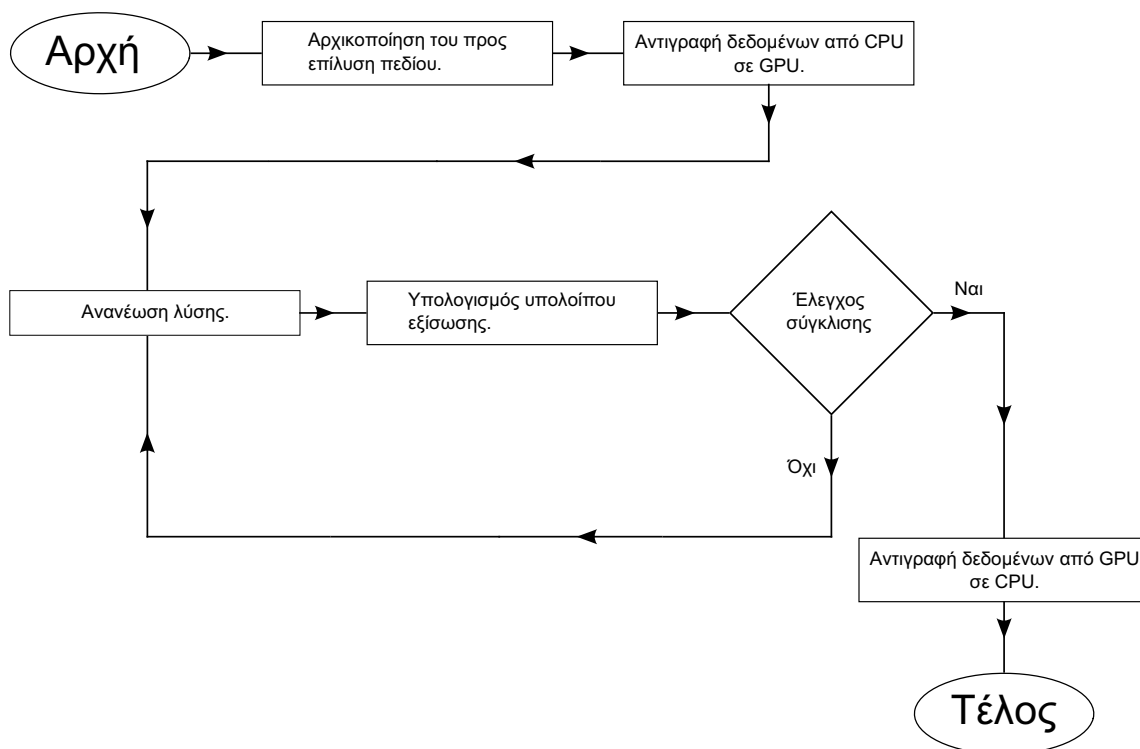 Αρχή
Αρχικοποίηση του προς
επίλυση πεδίου.
Αντιγραφή δεδομένων από CPU
σε GPU.
Ανανέωση λύσης.
Υπολογισμός υπολοίπου
εξίσωσης.
Έλεγχος
σύγκλισης
Ναι
Όχι
Αντιγραφή δεδομένων από GPU
σε CPU.
Τέλος